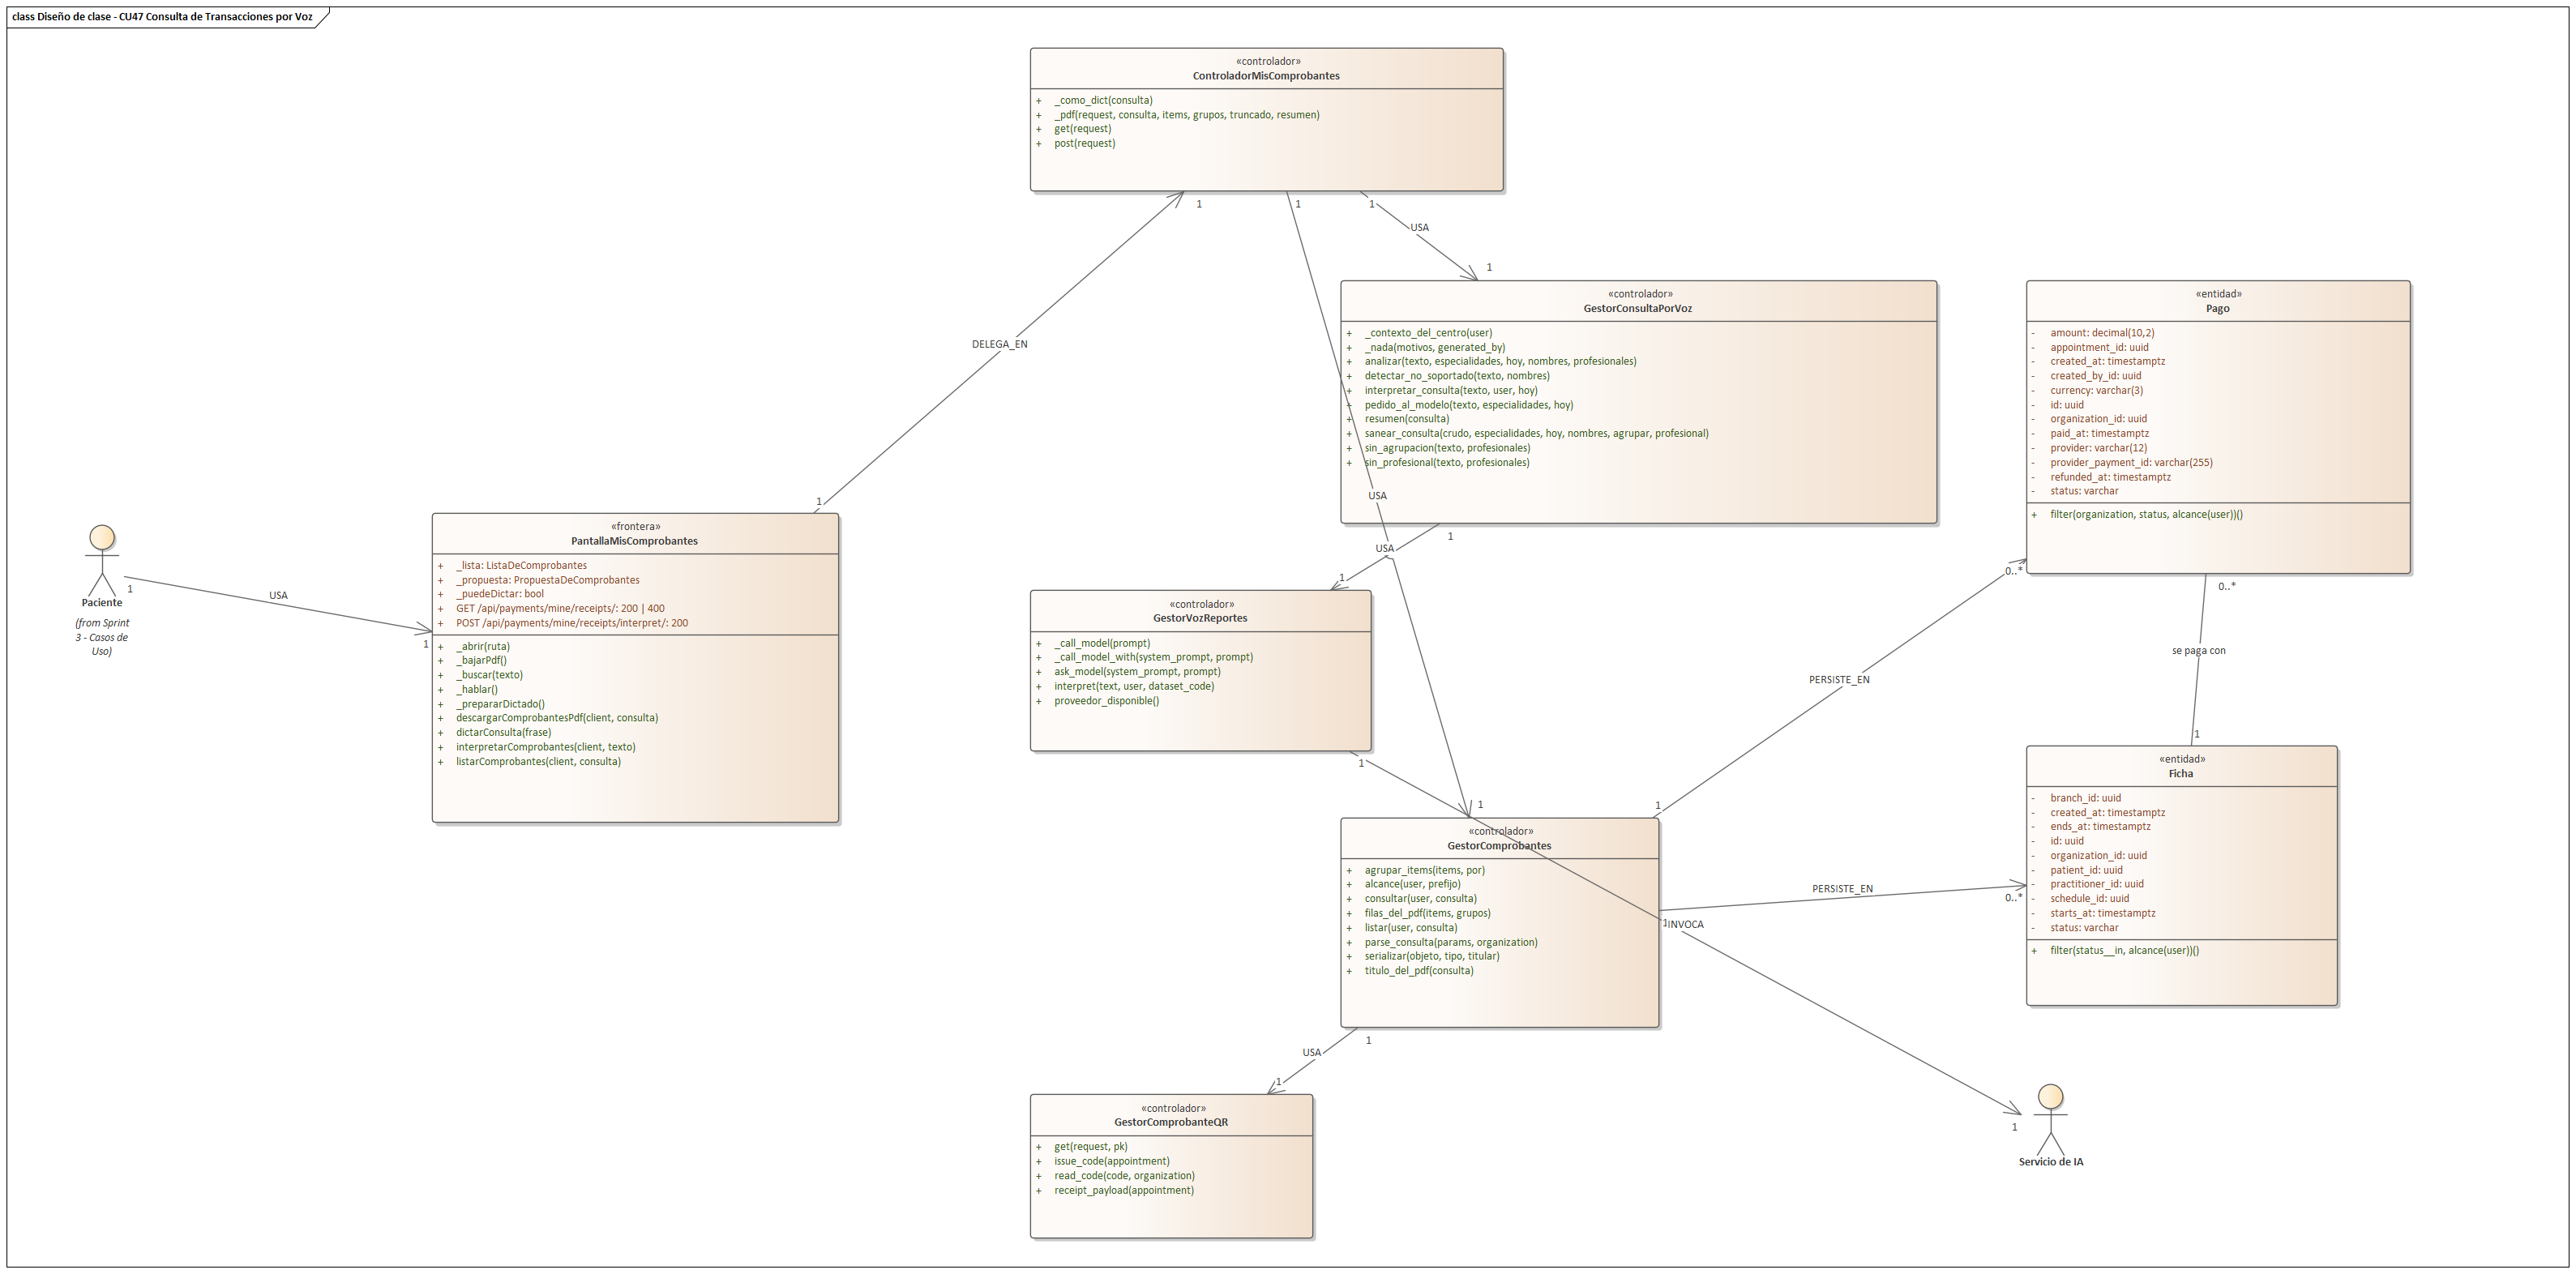 class Diseño de clase - CU47 Consulta de Transacciones por Voz
«controlador»
ControladorMisComprobantes
+ _como_dict(consulta)
+ _pdf(request, consulta, items, grupos, truncado, resumen)
+ get(request)
+ post(request)
1
1
1
USA
1
DELEGA_EN
1
«controlador»
GestorConsultaPorVoz
+ _contexto_del_centro(user)
+ _nada(motivos, generated_by)
+ analizar(texto, especialidades, hoy, nombres, profesionales)
+ detectar_no_soportado(texto, nombres)
+ interpretar_consulta(texto, user, hoy)
+ pedido_al_modelo(texto, especialidades, hoy)
+ resumen(consulta)
+ sanear_consulta(crudo, especialidades, hoy, nombres, agrupar, profesional)
+ sin_agrupacion(texto, profesionales)
+ sin_profesional(texto, profesionales)
USA
1
USA
1
«entidad»
Pago
- amount: decimal(10,2)
- appointment_id: uuid
- created_at: timestamptz
- created_by_id: uuid
- currency: varchar(3)
- id: uuid
- organization_id: uuid
- paid_at: timestamptz
- provider: varchar(12)
- provider_payment_id: varchar(255)
- refunded_at: timestamptz
- status: varchar
+ filter(organization, status, alcance(user))()
0..*
0..*
se paga con
1
Paciente
(from Sprint
3 - Casos de
Uso)
1
USA
1
«frontera»
PantallaMisComprobantes
+ _lista: ListaDeComprobantes
+ _propuesta: PropuestaDeComprobantes
+ _puedeDictar: bool
+ GET /api/payments/mine/receipts/: 200 | 400
+ POST /api/payments/mine/receipts/interpret/: 200
+ _abrir(ruta)
+ _bajarPdf()
+ _buscar(texto)
+ _hablar()
+ _prepararDictado()
+ descargarComprobantesPdf(client, consulta)
+ dictarConsulta(frase)
+ interpretarComprobantes(client, texto)
+ listarComprobantes(client, consulta)
«controlador»
GestorVozReportes
+ _call_model(prompt)
+ _call_model_with(system_prompt, prompt)
+ ask_model(system_prompt, prompt)
+ interpret(text, user, dataset_code)
+ proveedor_disponible()
1
1
1
PERSISTE_EN
«controlador»
GestorComprobantes
+ agrupar_items(items, por)
+ alcance(user, prefijo)
+ consultar(user, consulta)
+ filas_del_pdf(items, grupos)
+ listar(user, consulta)
+ parse_consulta(params, organization)
+ serializar(objeto, tipo, titular)
+ titulo_del_pdf(consulta)
PERSISTE_EN
0..*
1
INVOCA
1
«entidad»
Ficha
- branch_id: uuid
- created_at: timestamptz
- ends_at: timestamptz
- id: uuid
- organization_id: uuid
- patient_id: uuid
- practitioner_id: uuid
- schedule_id: uuid
- starts_at: timestamptz
- status: varchar
+ filter(status__in, alcance(user))()
1
USA
1
«controlador»
GestorComprobanteQR
+ get(request, pk)
+ issue_code(appointment)
+ read_code(code, organization)
+ receipt_payload(appointment)
Servicio de IA